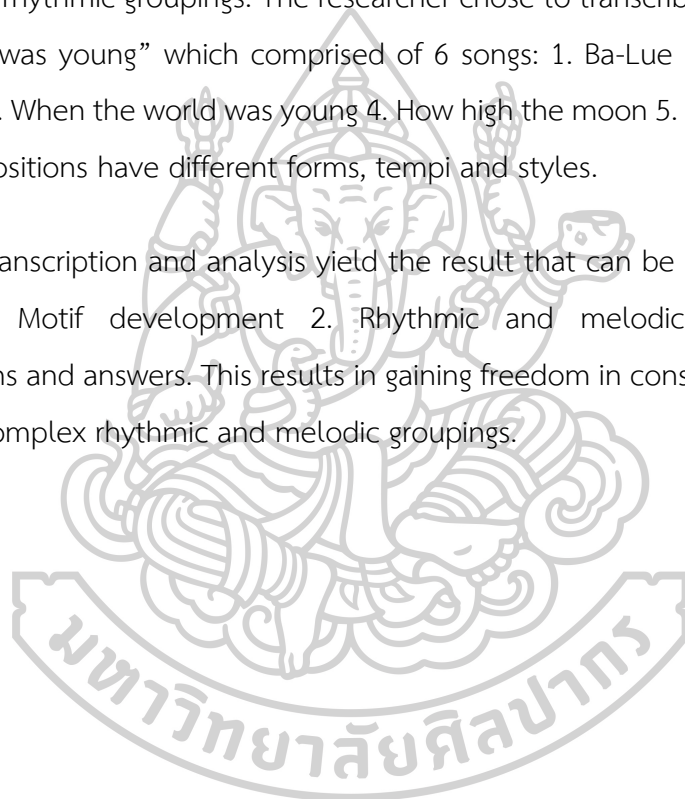 rhythmic groupings. The researcher chose to transcrib
was young” which comprised of 6 songs: 1. Ba-Lue
. When the world was young 4. How high the moon 5.
ositions have different forms, tempi and styles.
anscription and analysis yield the result that can be
Motif development 2. Rhythmic and melodic
ns and answers. This results in gaining freedom in cons
omplex rhythmic and melodic groupings.
มหาวิทยาลัยศิลปากร